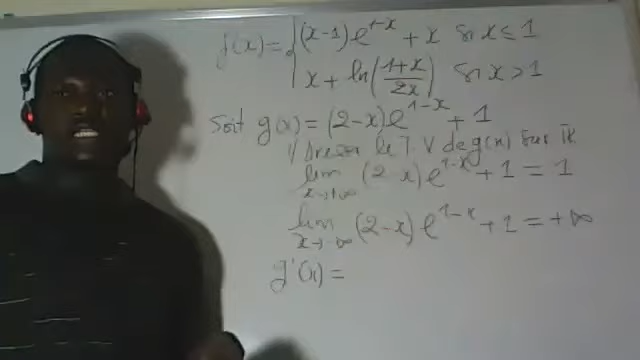 f(x) = { (x-1)e^{1-x} + x si x ≤ 1
x + ln((1+x)/(2x)) si x > 1
Soit g(x) = (2-x)e^{1-x} + 1
1) Dresser le T V de g(x) sur ℝ
lim x→+∞ (2-x)e^{1-x} + 1 = 1
lim x→-∞ (2-x)e^{1-x} + 1 = +∞
g'(x) =